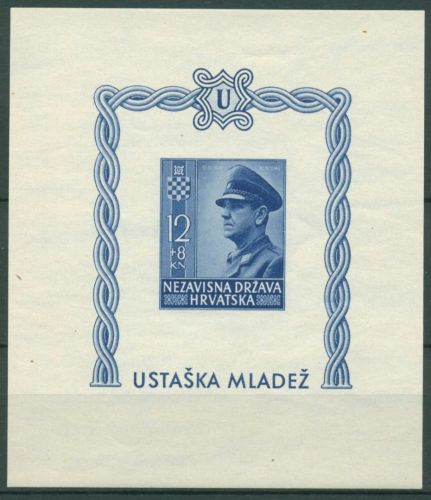 U
12
+8
KN
NEZAVISNA DRŽAVA
HRVATSKA
USTAŠKA MLADEŽ